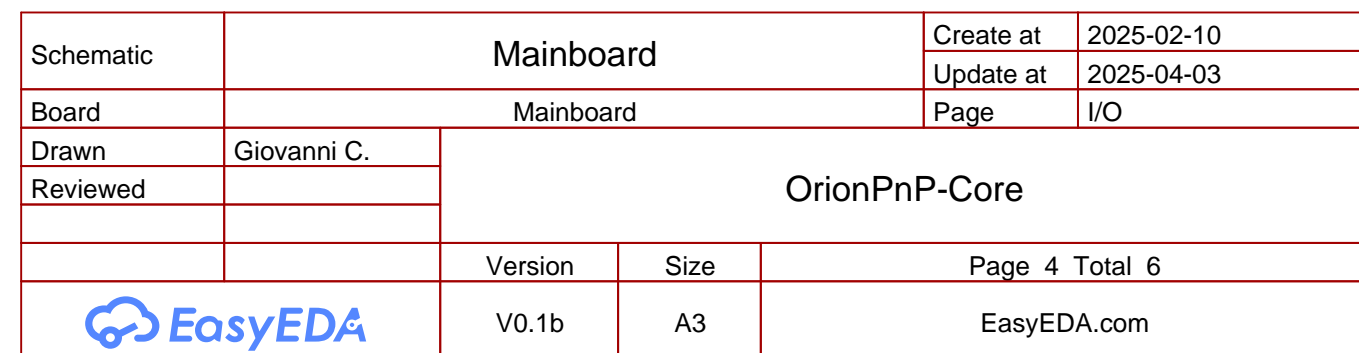 Schematic Mainboard Create at 2025-02-10
Update at 2025-04-03
Board Mainboard Page I/O
Drawn Giovanni C.
Reviewed OrionPnP-Core
Version Size Page 4 Total 6
EasyEDA V0.1b A3 EasyEDA.com